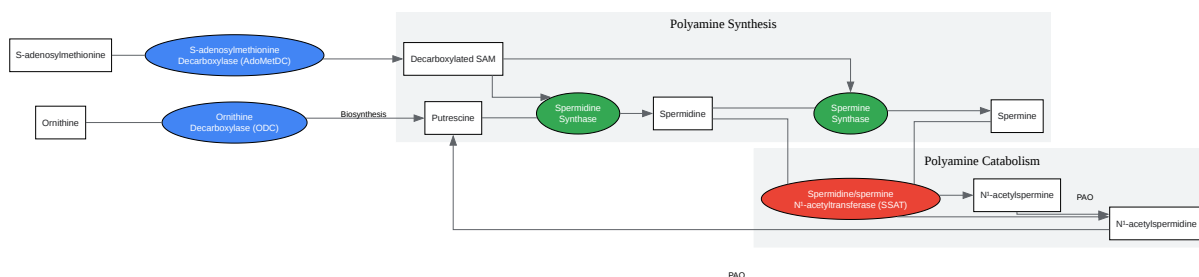 Polyamine Synthesis
S-adenosylmethionine
S-adenosylmethionine
Decarboxylase (AdoMetDC)
Decarboxylated SAM
Ornithine
Ornithine
Decarboxylase (ODC)
Biosynthesis
Putrescine
Spermidine
Synthase
Spermidine
Spermine
Synthase
Spermine
Polyamine Catabolism
Spermidine/spermine
N¹-acetyltransferase (SSAT)
N¹-acetylspermine
PAO
N¹-acetylspermidine
PAO